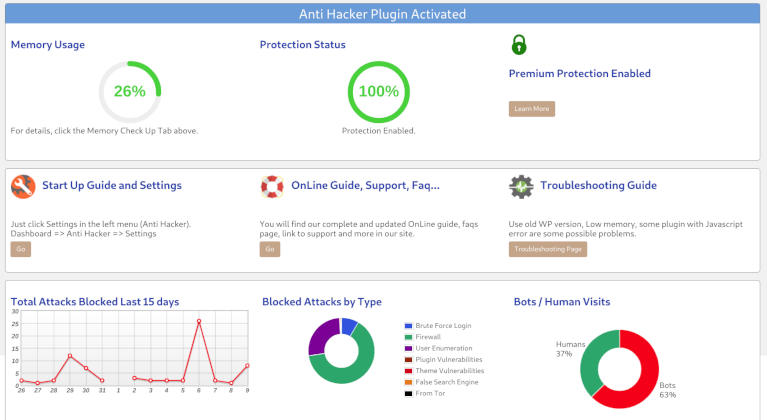 Anti Hacker Plugin Activated
Memory Usage
26%
For details, click the Memory Check Up Tab above.
Protection Status
100%
Protection Enabled.
Premium Protection Enabled
Learn More
Start Up Guide and Settings
Just click Settings in the left menu (Anti Hacker).
Dashboard => Anti Hacker => Settings
Go
OnLine Guide, Support, Faq...
You will find our complete and updated OnLine guide, faqs
page, link to support and more in our site.
Go
Troubleshooting Guide
Use old WP version, Low memory, some plugin with Javascript
error are some possible problems.
Troubleshooting Page
Total Attacks Blocked Last 15 days
30
25
20
15
10
5
0
26 27 28 29 30 31 1 2 3 4 5 6 7 8 9
Blocked Attacks by Type
Brute Force Login
Firewall
User Enumeration
Plugin Vulnerabilities
Theme Vulnerabilities
False Search Engine
From Tor
Bots / Human Visits
Humans
37%
Bots
63%